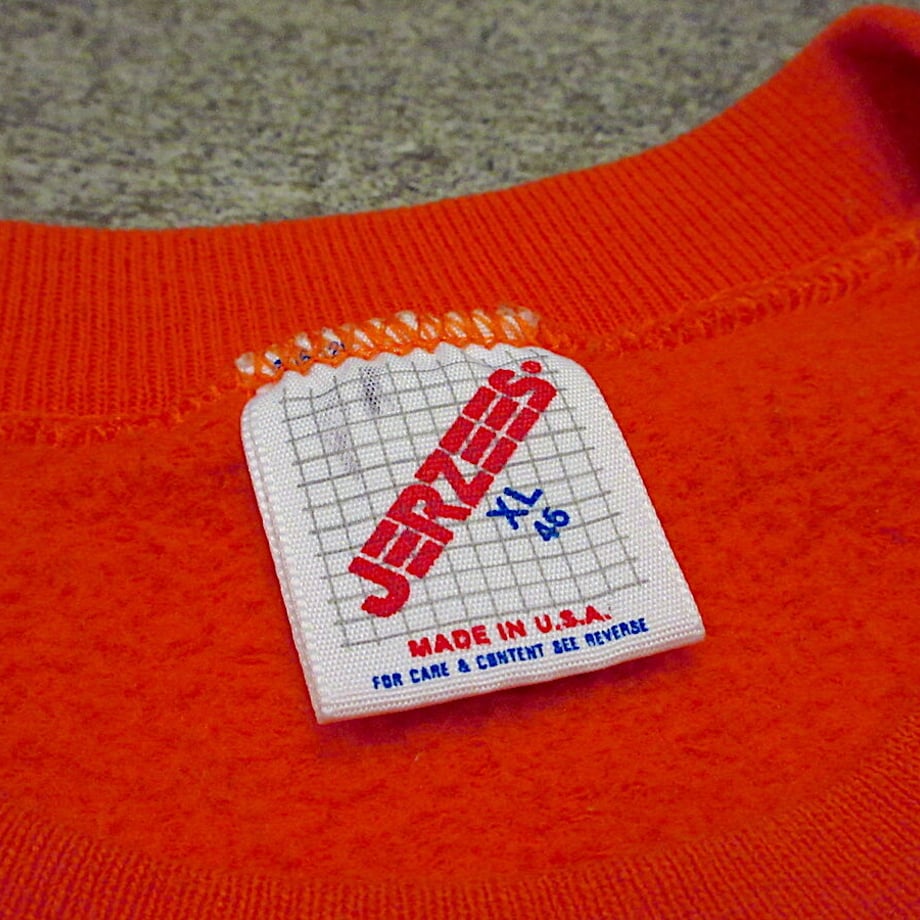 JERZEES.
XL
46
MADE IN U.S.A.
FOR CARE & CONTENT SEE REVERSE